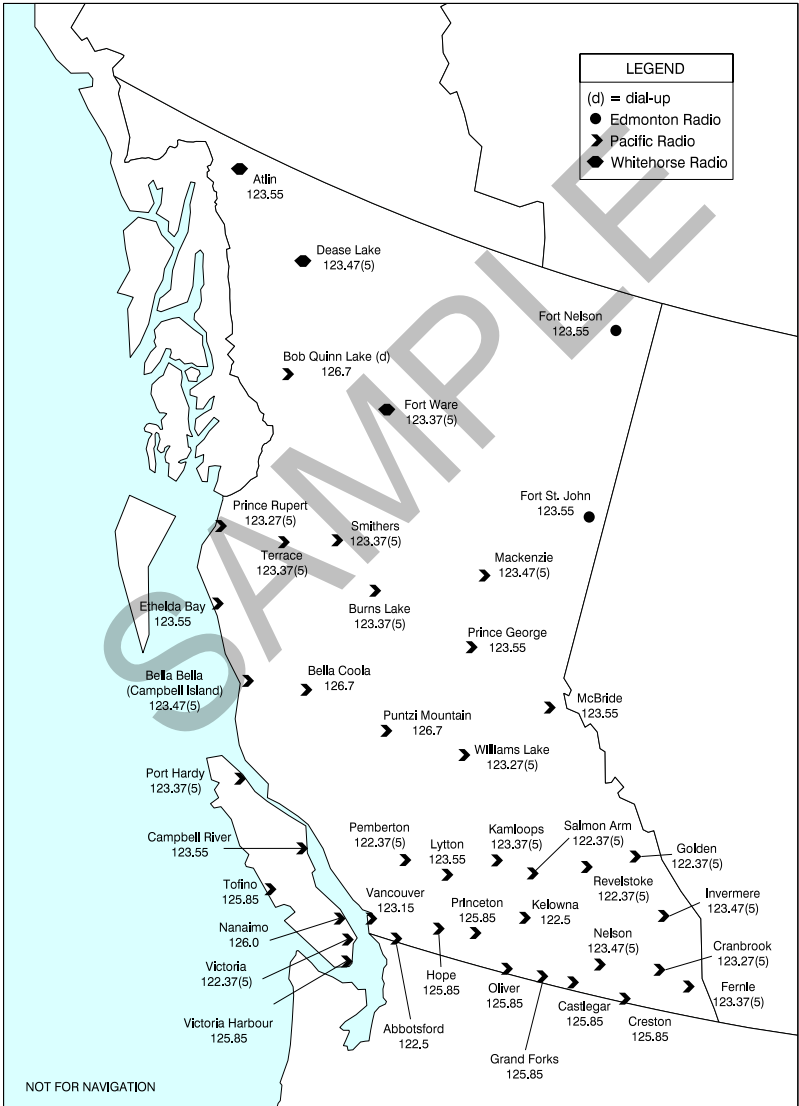 LEGEND
(d) = dial-up
Edmonton Radio
Pacific Radio
Whitehorse Radio
Atlin
123.55
Dease Lake
123.47(5)
Fort Nelson
123.55
Bob Quinn Lake (d)
126.7
Fort Ware
123.37(5)
Fort St. John
123.55
Prince Rupert
123.27(5)
Smithers
123.37(5)
Terrace
123.37(5)
Mackenzie
123.47(5)
Ethelda Bay
123.55
Burns Lake
123.37(5)
Prince George
123.55
Bella Bella
(Campbell Island)
123.47(5)
Bella Coola
126.7
McBride
123.55
Puntzi Mountain
126.7
Williams Lake
123.27(5)
Port Hardy
123.37(5)
Campbell River
123.55
Pemberton
122.37(5)
Lytton
123.55
Kamloops
123.37(5)
Salmon Arm
122.37(5)
Golden
122.37(5)
Revelstoke
122.37(5)
Tofino
125.85
Vancouver
123.15
Princeton
125.85
Kelowna
122.5
Invermere
123.47(5)
Nanaimo
126.0
Nelson
123.47(5)
Cranbrook
123.27(5)
Victoria
122.37(5)
Hope
125.85
Oliver
125.85
Castlegar
125.85
Creston
125.85
Fernie
123.37(5)
Victoria Harbour
125.85
Abbotsford
122.5
Grand Forks
125.85
NOT FOR NAVIGATION
SAMPLE